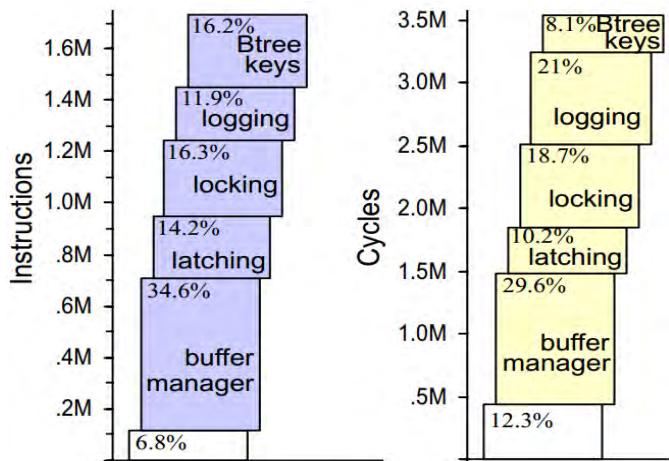 Instructions
1.6M
1.4M
1.2M
1.0M
.8M
.6M
.4M
.2M
16.2%
Btree
keys
11.9%
logging
16.3%
locking
14.2%
latching
34.6%
buffer
manager
6.8%
Cycles
3.5M
3.0M
2.5M
2.0M
1.5M
1.0M
.5M
8.1% Btree
keys
21%
logging
18.7%
locking
10.2%
latching
29.6%
buffer
manager
12.3%